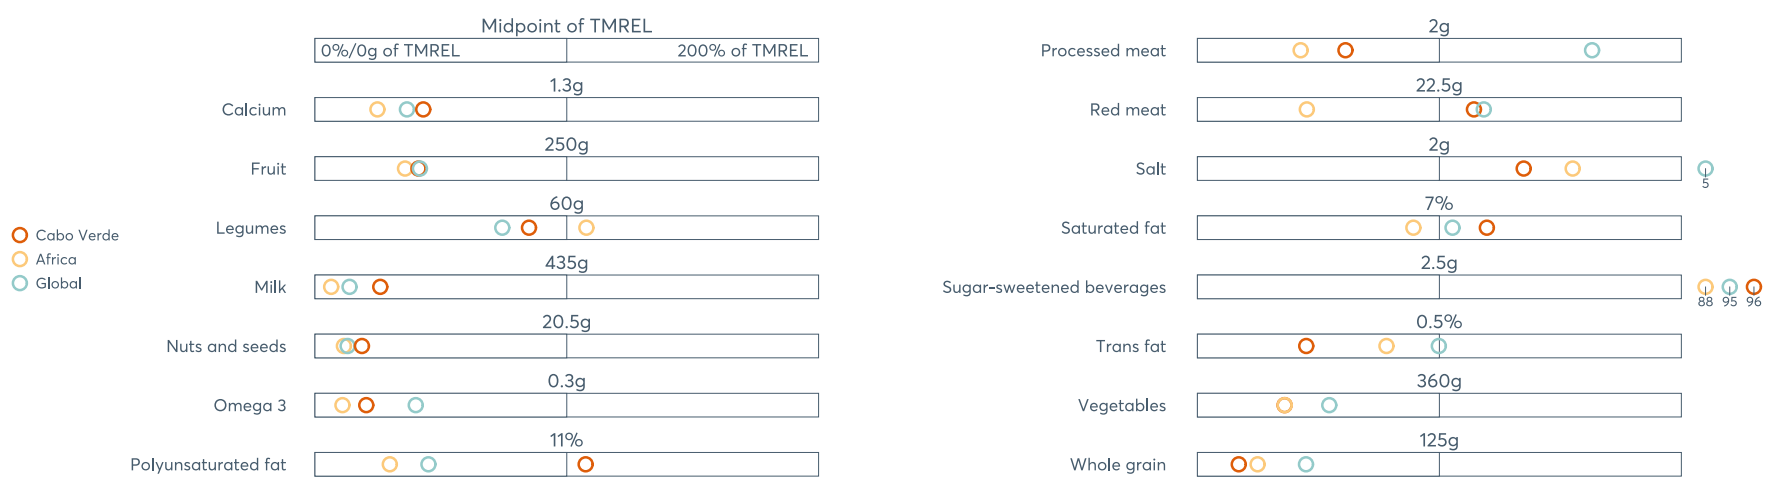 Midpoint of TMREL
0%/0g of TMREL
200% of TMREL
1.3g
Calcium
250g
Fruit
60g
Legumes
435g
Milk
20.5g
Nuts and seeds
0.3g
Omega 3
11%
Polyunsaturated fat
Cabo Verde
Africa
Global
2g
Processed meat
22.5g
Red meat
2g
Salt
5
7%
Saturated fat
2.5g
Sugar-sweetened beverages
88 95 96
0.5%
Trans fat
360g
Vegetables
125g
Whole grain